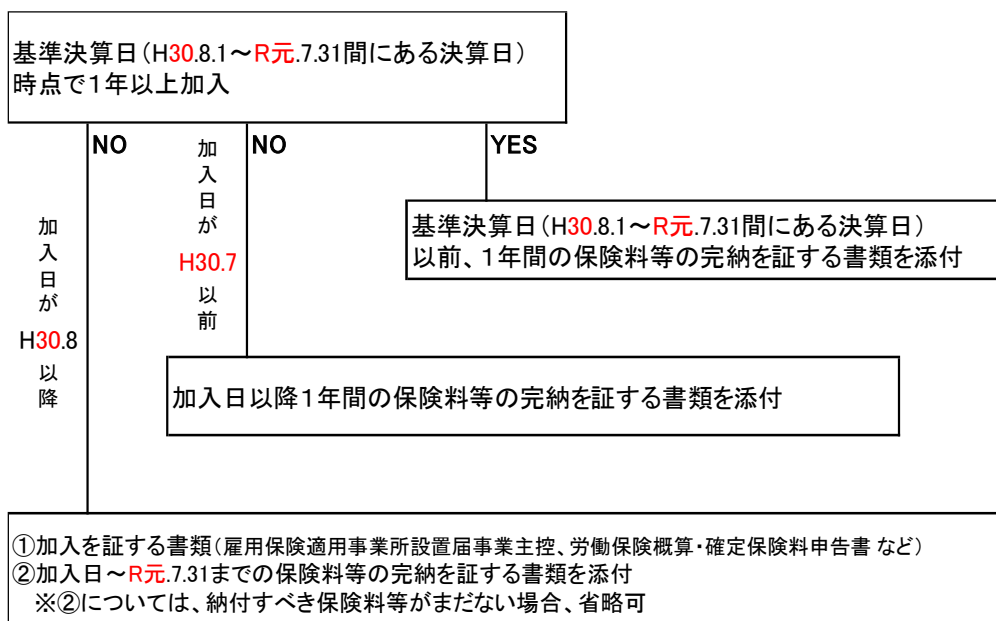 基準決算日（H30.8.1～R元.7.31間にある決算日）
時点で１年以上加入
NO
加入日がH30.8以降
NO
加入日がH30.7以前
YES
基準決算日（H30.8.1～R元.7.31間にある決算日）
以前、１年間の保険料等の完納を証する書類を添付
加入日以降１年間の保険料等の完納を証する書類を添付
①加入を証する書類（雇用保険適用事業所設置届事業主控、労働保険概算・確定保険料申告書 など）
②加入日～R元.7.31までの保険料等の完納を証する書類を添付
※②については、納付すべき保険料等がまだない場合、省略可